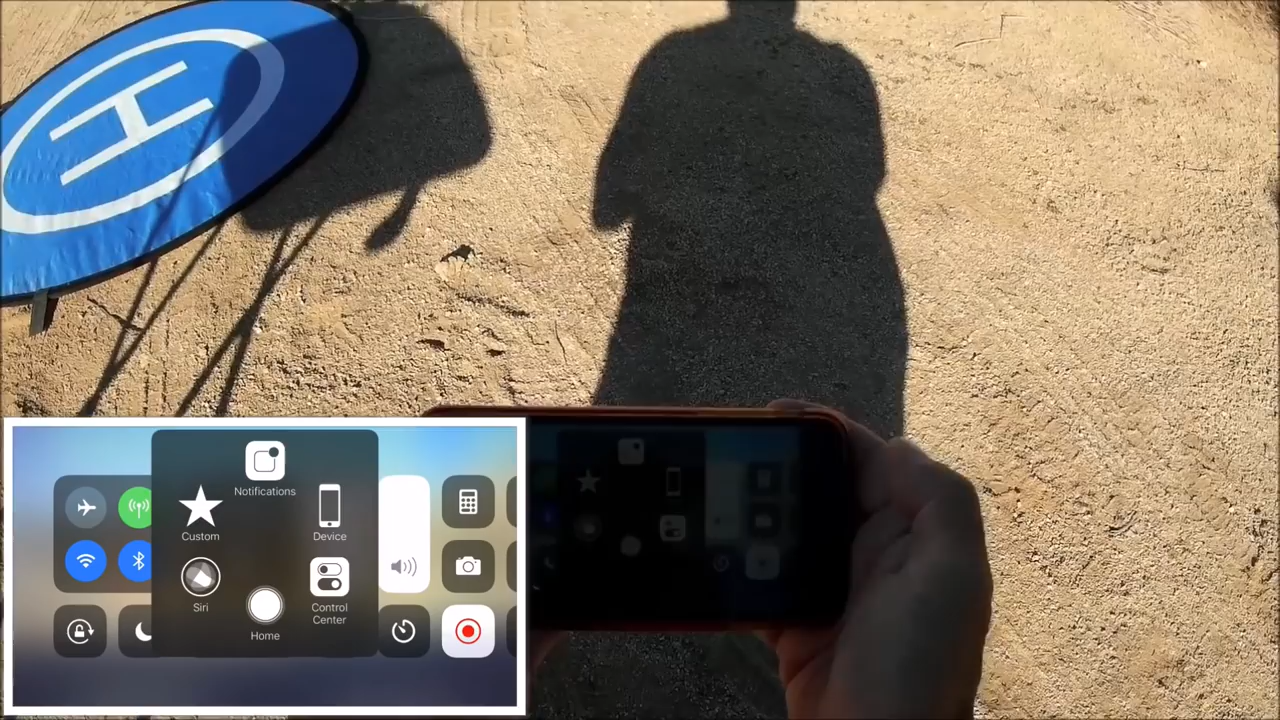 H
Notifications
Custom
Device
Siri
Control
Center
Home